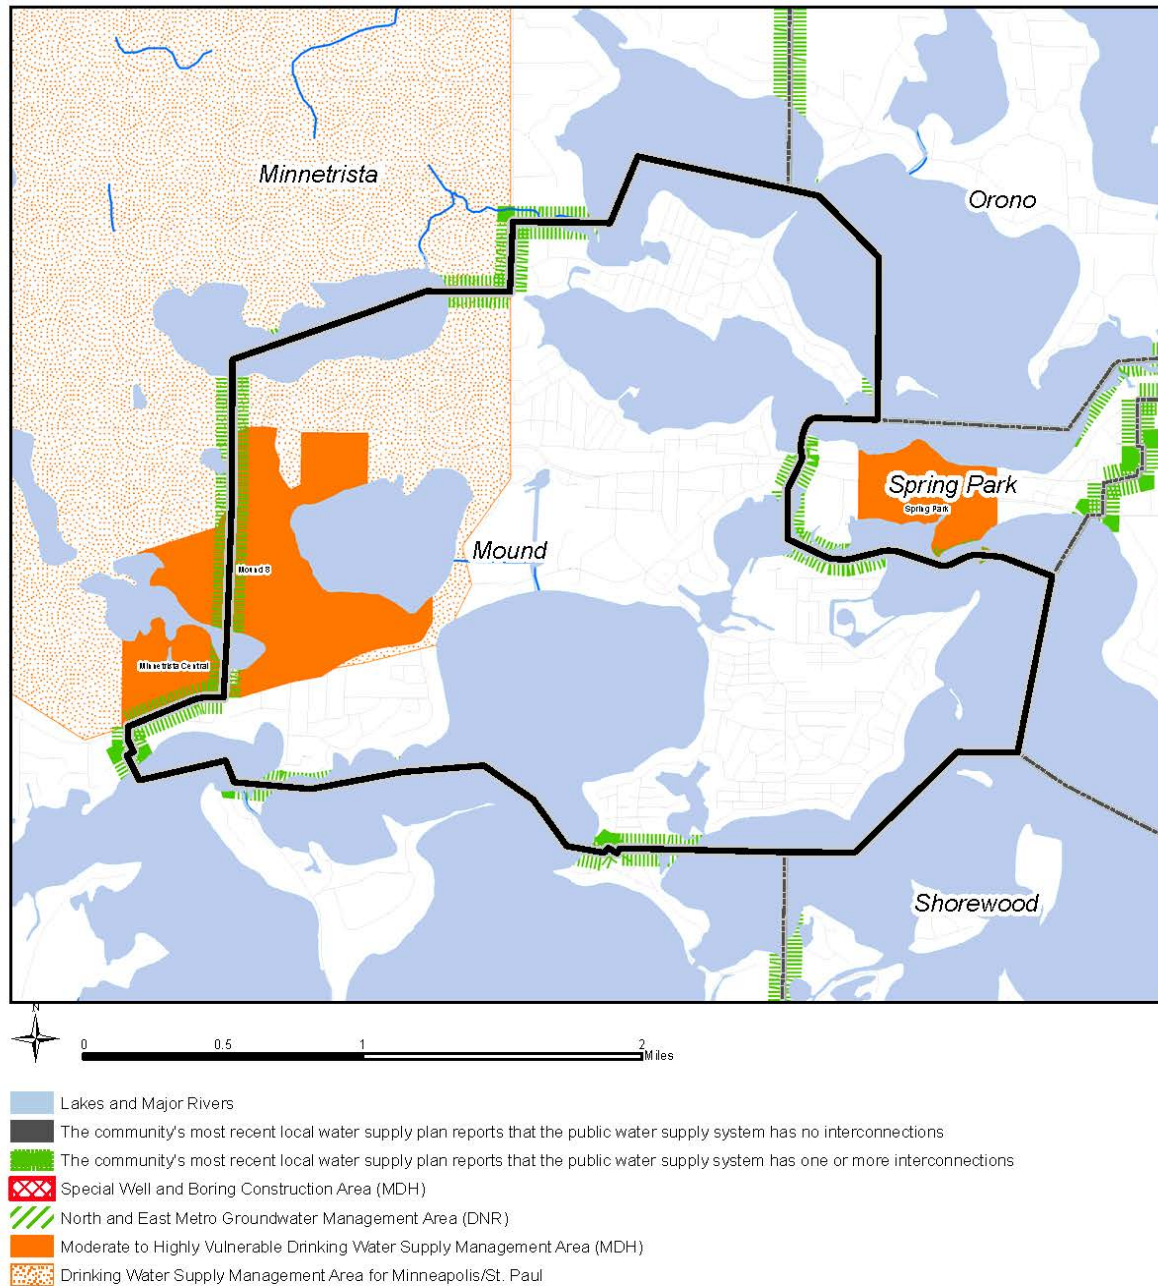 Minnetrista
Orono
Spring Park
Spring Park
Mound
Mound S
Minnetrista Central
Shorewood
N
0 0.5 1 2
Miles
Lakes and Major Rivers
The community's most recent local water supply plan reports that the public water supply system has no interconnections
The community's most recent local water supply plan reports that the public water supply system has one or more interconnections
Special Well and Boring Construction Area (MDH)
North and East Metro Groundwater Management Area (DNR)
Moderate to Highly Vulnerable Drinking Water Supply Management Area (MDH)
Drinking Water Supply Management Area for Minneapolis/St. Paul